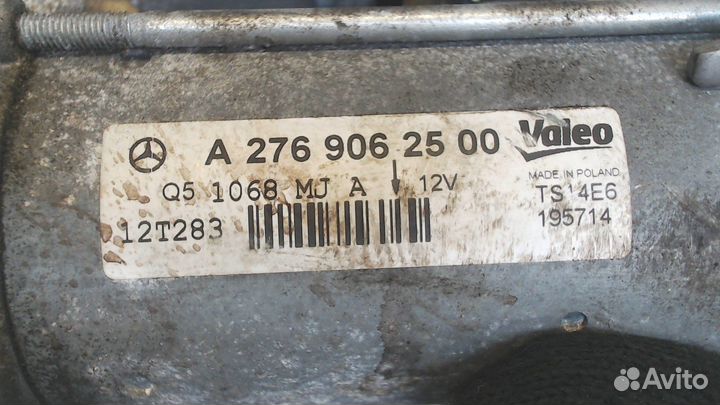 A 276 906 25 00 Valeo
Q5 1068 MJ A 12V
MADE IN POLAND
TS14E6
12T283
195714
Avito